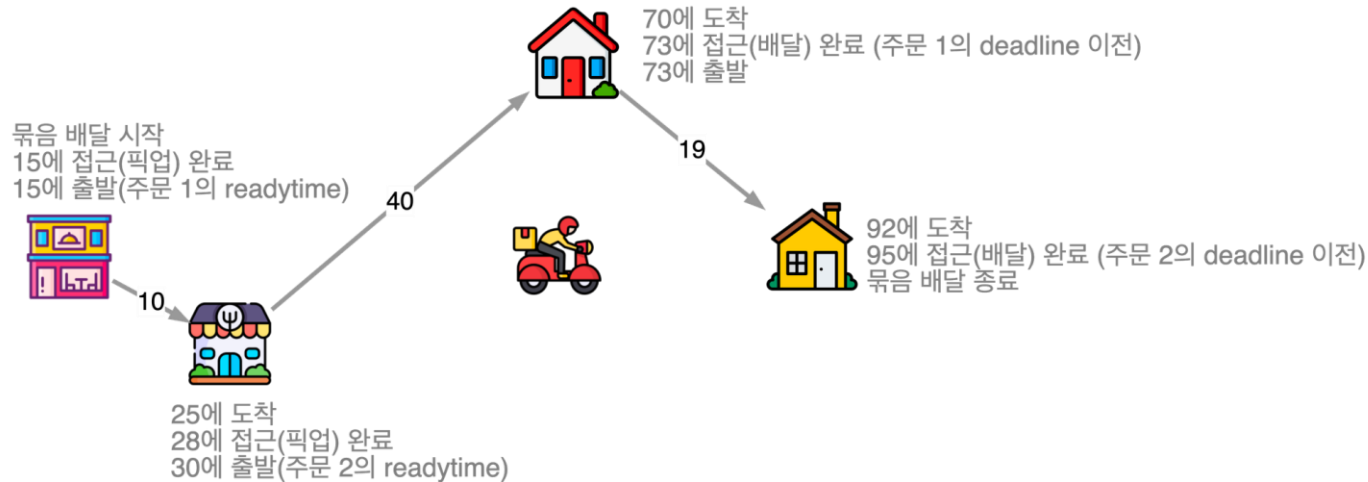 70에 도착
73에 접근(배달) 완료 (주문 1의 deadline 이전)
73에 출발
묶음 배달 시작
15에 접근(픽업) 완료
15에 출발(주문 1의 readytime)
19
40
10
92에 도착
95에 접근(배달) 완료 (주문 2의 deadline 이전)
묶음 배달 종료
25에 도착
28에 접근(픽업) 완료
30에 출발(주문 2의 readytime)